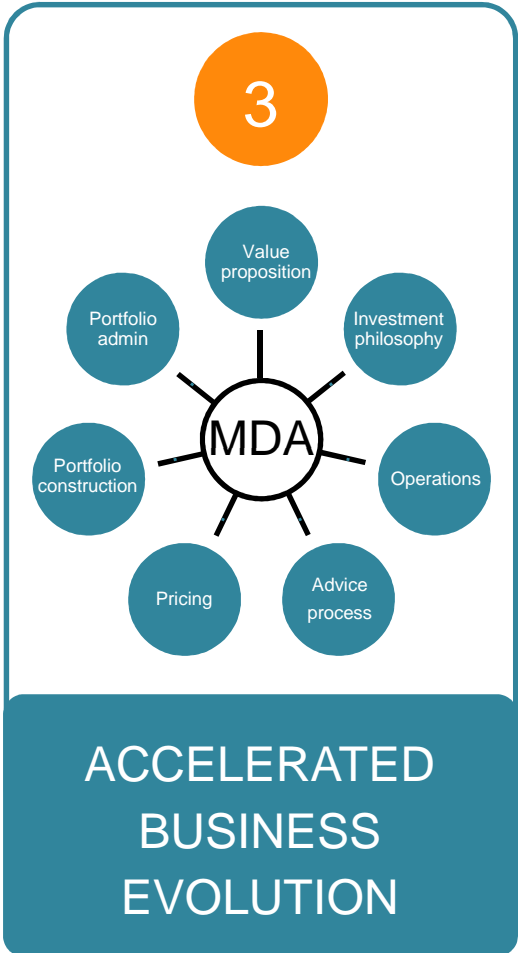 3
Value
proposition
Investment
philosophy
Operations
Advice
process
Pricing
Portfolio
construction
Portfolio
admin
MDA
ACCELERATED
BUSINESS
EVOLUTION